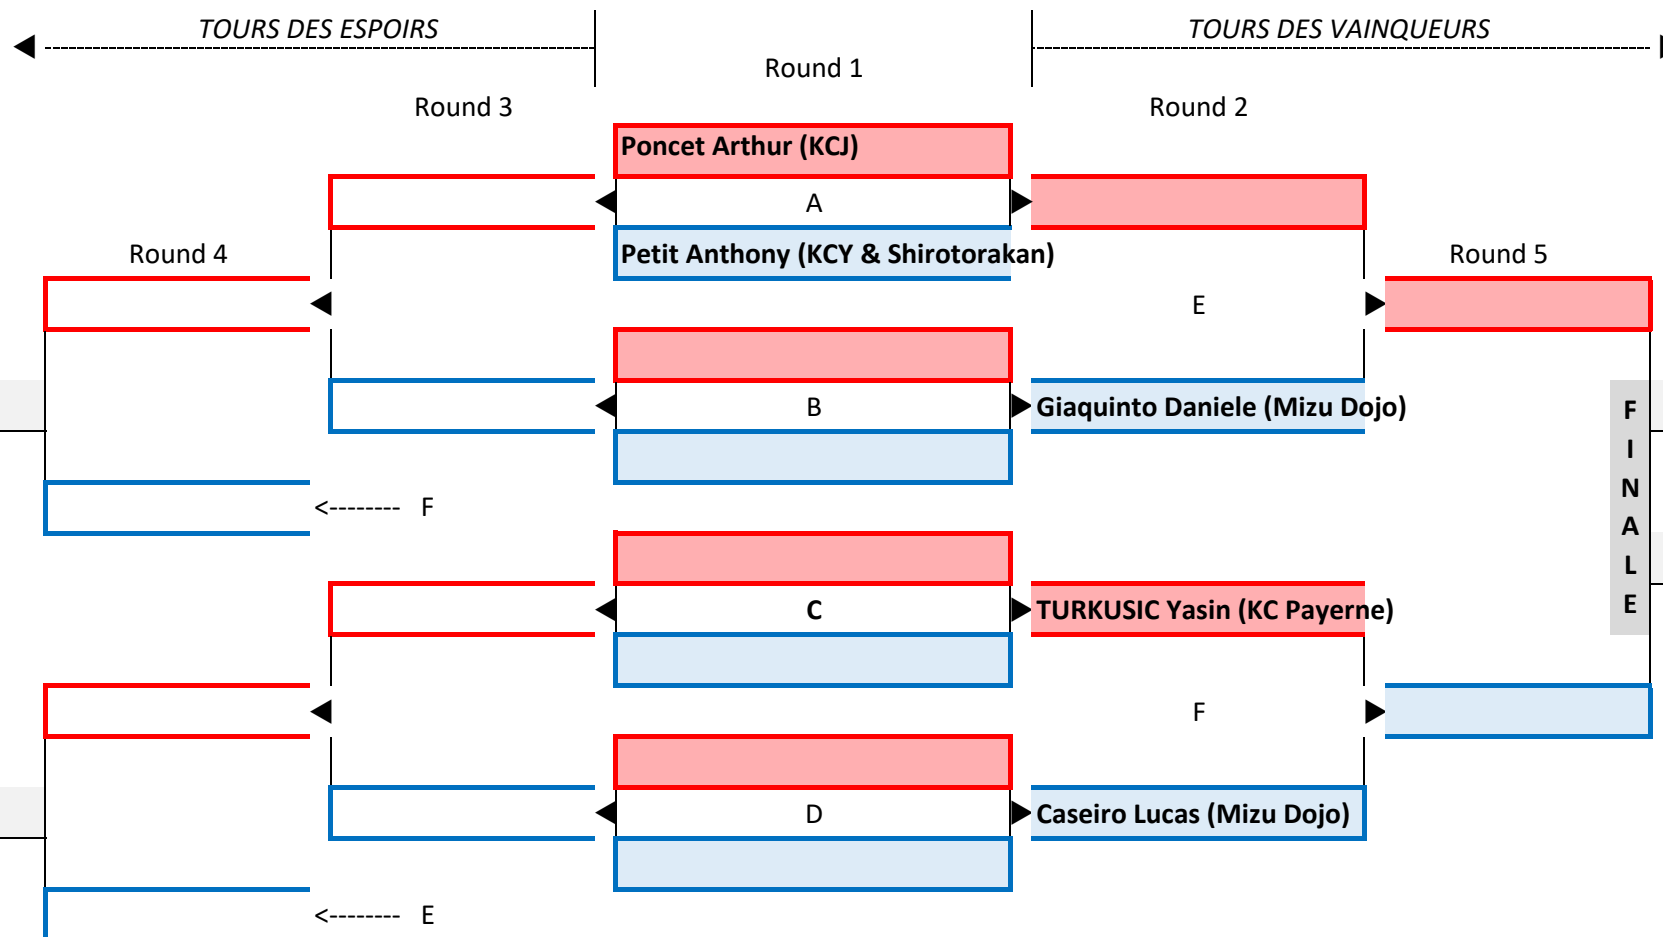 TOURS DES ESPOIRS
TOURS DES VAINQUEURS
Round 1
Round 3
Round 2
Poncet Arthur (KCJ)
A
Petit Anthony (KCY & Shirotorakan)
Round 4
Round 5
E
B
Giaquinto Daniele (Mizu Dojo)
<-------- F
C
TURKUSIC Yasin (KC Payerne)
F
I
N
A
L
E
F
D
Caseiro Lucas (Mizu Dojo)
<-------- E